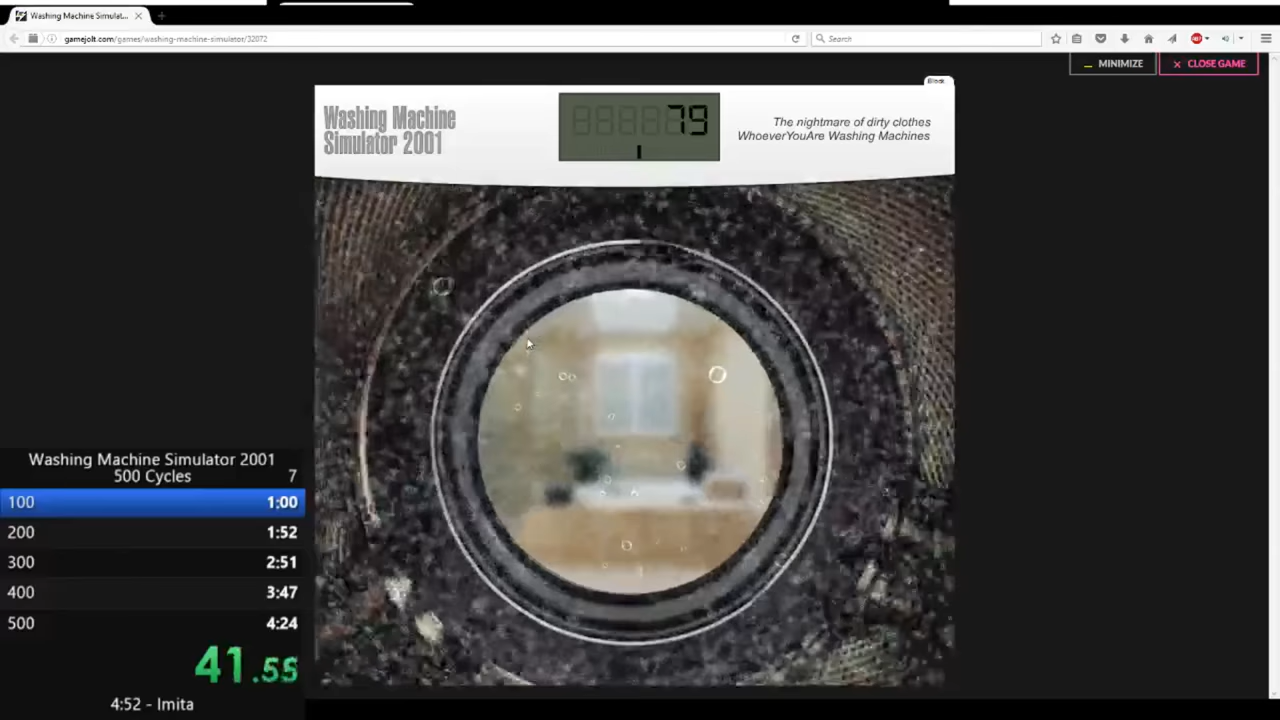 Washing Machine Simulat...
gamejolt.com/games/washing-machine-simulator/32072
Search
MINIMIZE
CLOSE GAME
Washing Machine
Simulator 2001
79
The nightmare of dirty clothes
WhoeverYouAre Washing Machines
Washing Machine Simulator 2001
500 Cycles 7
100 1:00
200 1:52
300 2:51
400 3:47
500 4:24
41.55
4:52 - Imita